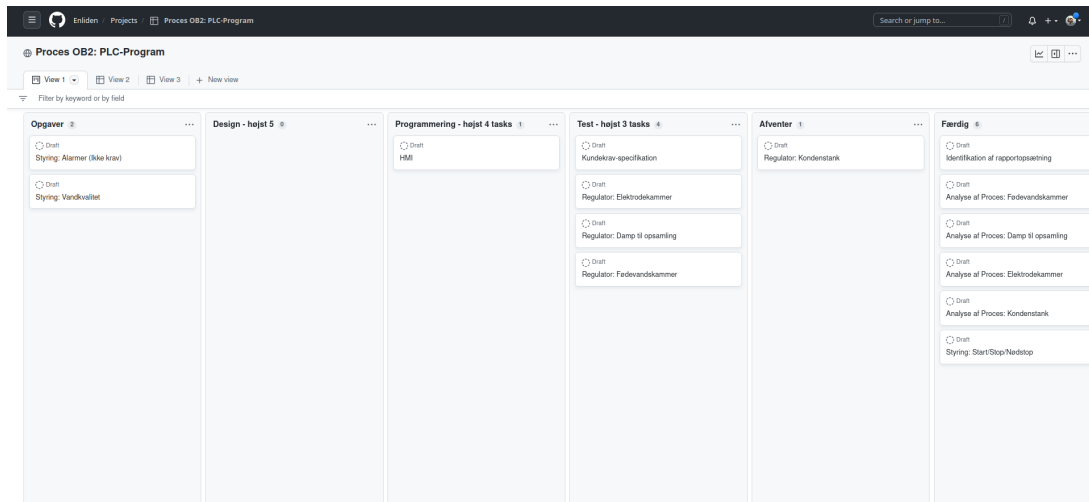 Enliden / Projects / Proces OB2: PLC-Program
Search or jump to...
/
Proces OB2: PLC-Program
View 1
View 2
View 3
+ New view
Filter by keyword or by field
Opgaver 2
Draft
Styring: Alarmer (Ikke krav)
Draft
Styring: Vandkvalitet
Design - højst 5 0
Programmering - højst 4 tasks 1
Draft
HMI
Test - højst 3 tasks 4
Draft
Kundekrav-specifikation
Draft
Regulator: Elektrodekammer
Draft
Regulator: Damp til opsamling
Draft
Regulator: Fødevandskammer
Afventer 1
Draft
Regulator: Kondenstank
Færdig 6
Draft
Identifikation af rapportopsætning
Draft
Analyse af Proces: Fødevandskammer
Draft
Analyse af Proces: Damp til opsamling
Draft
Analyse af Proces: Elektrodekammer
Draft
Analyse af Proces: Kondenstank
Draft
Styring: Start/Stop/Nødstop